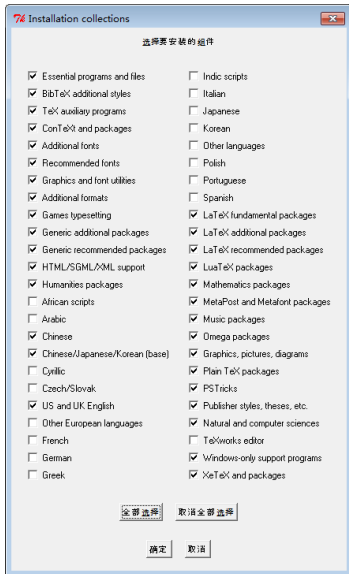 Installation collections
选择要安装的组件
Essential programs and files
BibTeX additional styles
TeX auxiliary programs
ConTeXt and packages
Additional fonts
Recommended fonts
Graphics and font utilities
Additional formats
Games typesetting
Generic additional packages
Generic recommended packages
HTML/SGML/XML support
Humanities packages
African scripts
Arabic
Chinese
Chinese/Japanese/Korean (base)
Cyrillic
Czech/Slovak
US and UK English
Other European languages
French
German
Greek
Indic scripts
Italian
Japanese
Korean
Other languages
Polish
Portuguese
Spanish
LaTeX fundamental packages
LaTeX additional packages
LaTeX recommended packages
LuaTeX packages
Mathematics packages
MetaPost and Metafont packages
Music packages
Omega packages
Graphics, pictures, diagrams
Plain TeX packages
PSTricks
Publisher styles, theses, etc.
Natural and computer sciences
TeXworks editor
Windows-only support programs
XeTeX and packages
全部选择 取消全部选择
确定 取消